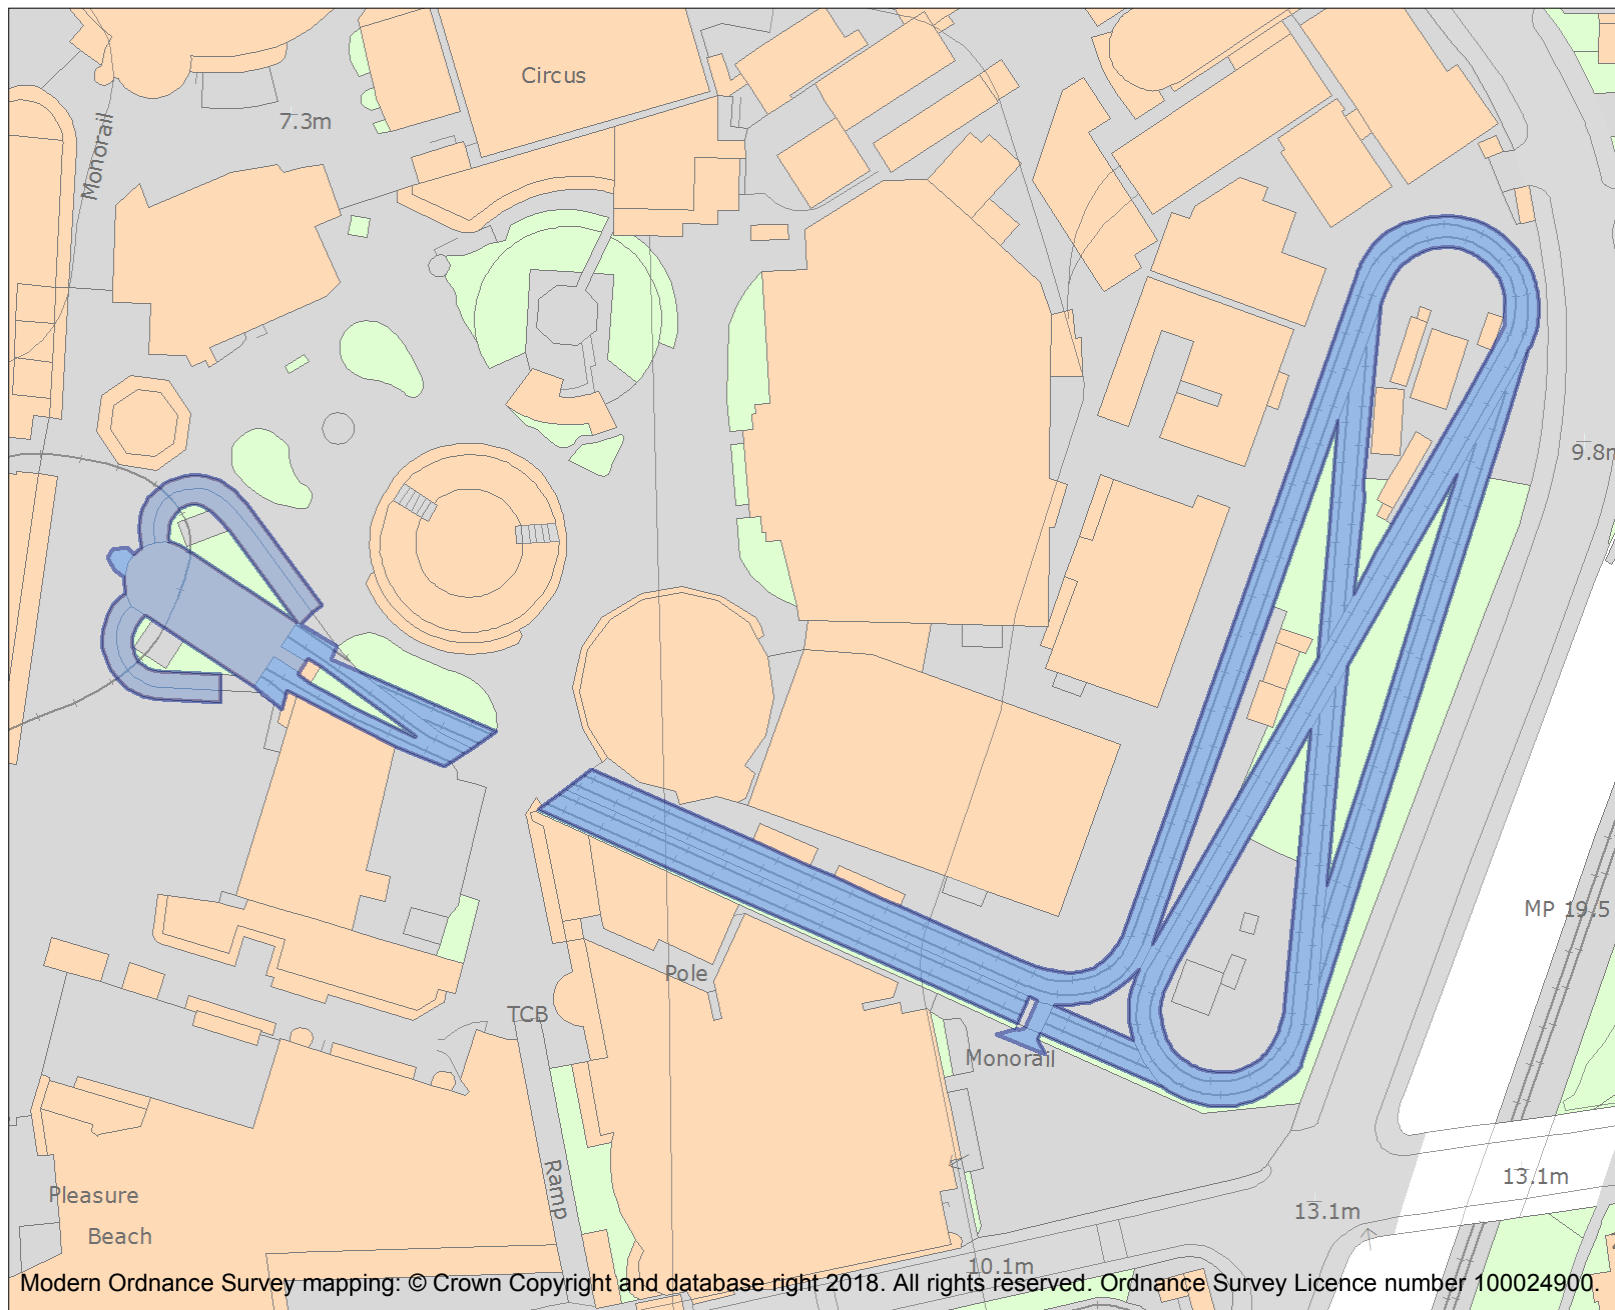 Circus
7.3m
Monorail
9.8m
MP 19.5
Pole
TCB
Monorail
Ramp
13.1m
Pleasure
Beach
13.1m
10.1m
Modern Ordnance Survey mapping: © Crown Copyright and database right 2018. All rights reserved. Ordnance Survey Licence number 100024900.